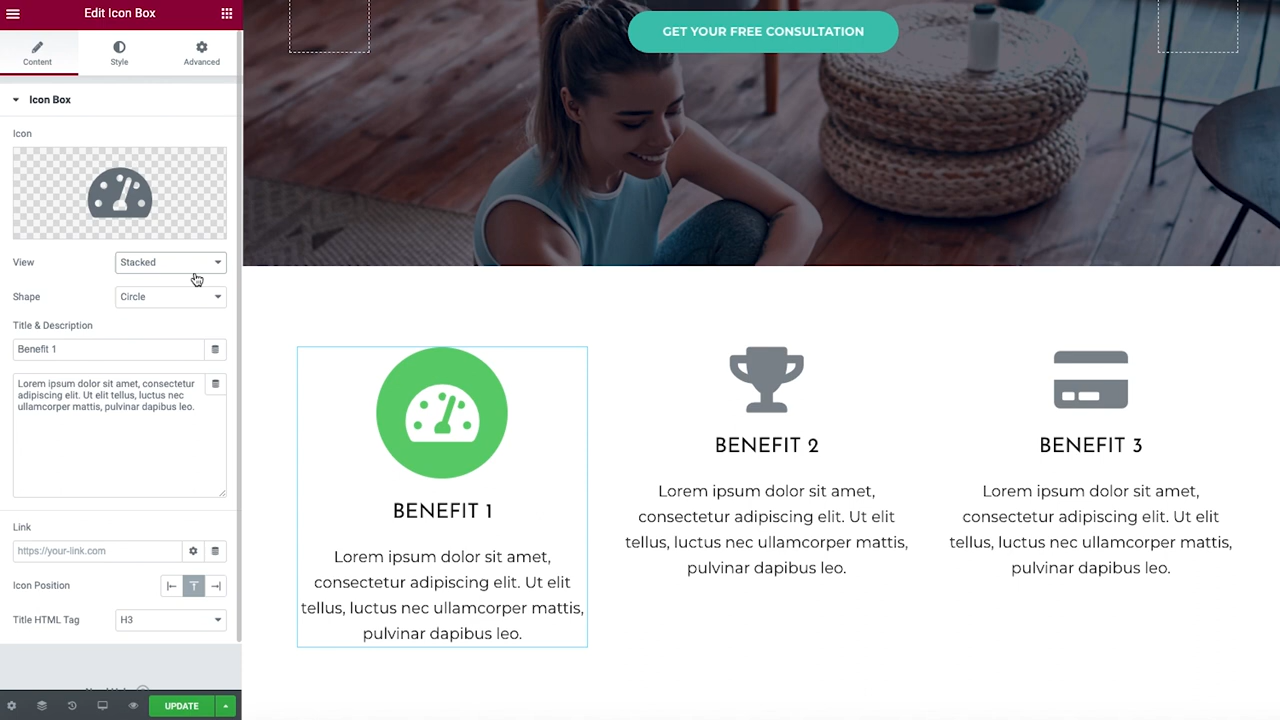 Edit Icon Box
Content
Style
Advanced
Icon Box
Icon
View
Stacked
Shape
Circle
Title & Description
Benefit 1
Lorem ipsum dolor sit amet, consectetur
adipiscing elit. Ut elit tellus, luctus nec
ullamcorper mattis, pulvinar dapibus leo.
Link
https://your-link.com
Icon Position
Title HTML Tag
H3
UPDATE
GET YOUR FREE CONSULTATION
BENEFIT 1
Lorem ipsum dolor sit amet,
consectetur adipiscing elit. Ut elit
tellus, luctus nec ullamcorper mattis,
pulvinar dapibus leo.
BENEFIT 2
Lorem ipsum dolor sit amet,
consectetur adipiscing elit. Ut elit
tellus, luctus nec ullamcorper mattis,
pulvinar dapibus leo.
BENEFIT 3
Lorem ipsum dolor sit amet,
consectetur adipiscing elit. Ut elit
tellus, luctus nec ullamcorper mattis,
pulvinar dapibus leo.